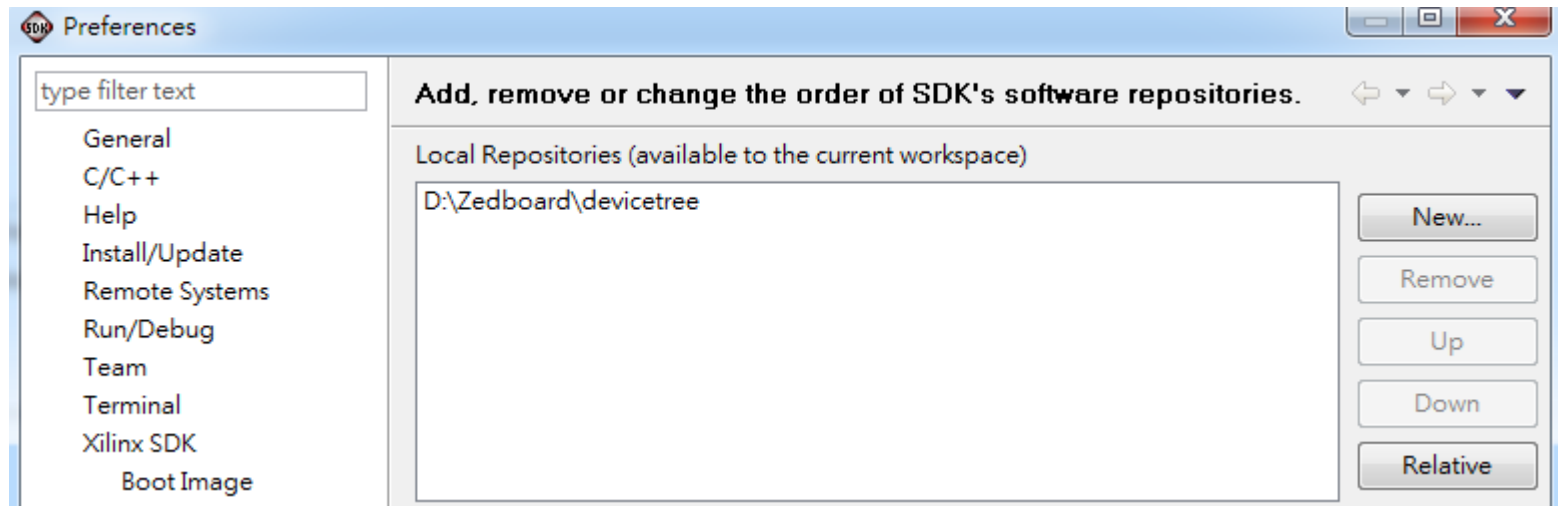 SDK Preferences
type filter text
General
C/C++
Help
Install/Update
Remote Systems
Run/Debug
Team
Terminal
Xilinx SDK
Boot Image
Add, remove or change the order of SDK's software repositories.
Local Repositories (available to the current workspace)
D:\Zedboard\devicetree
New...
Remove
Up
Down
Relative